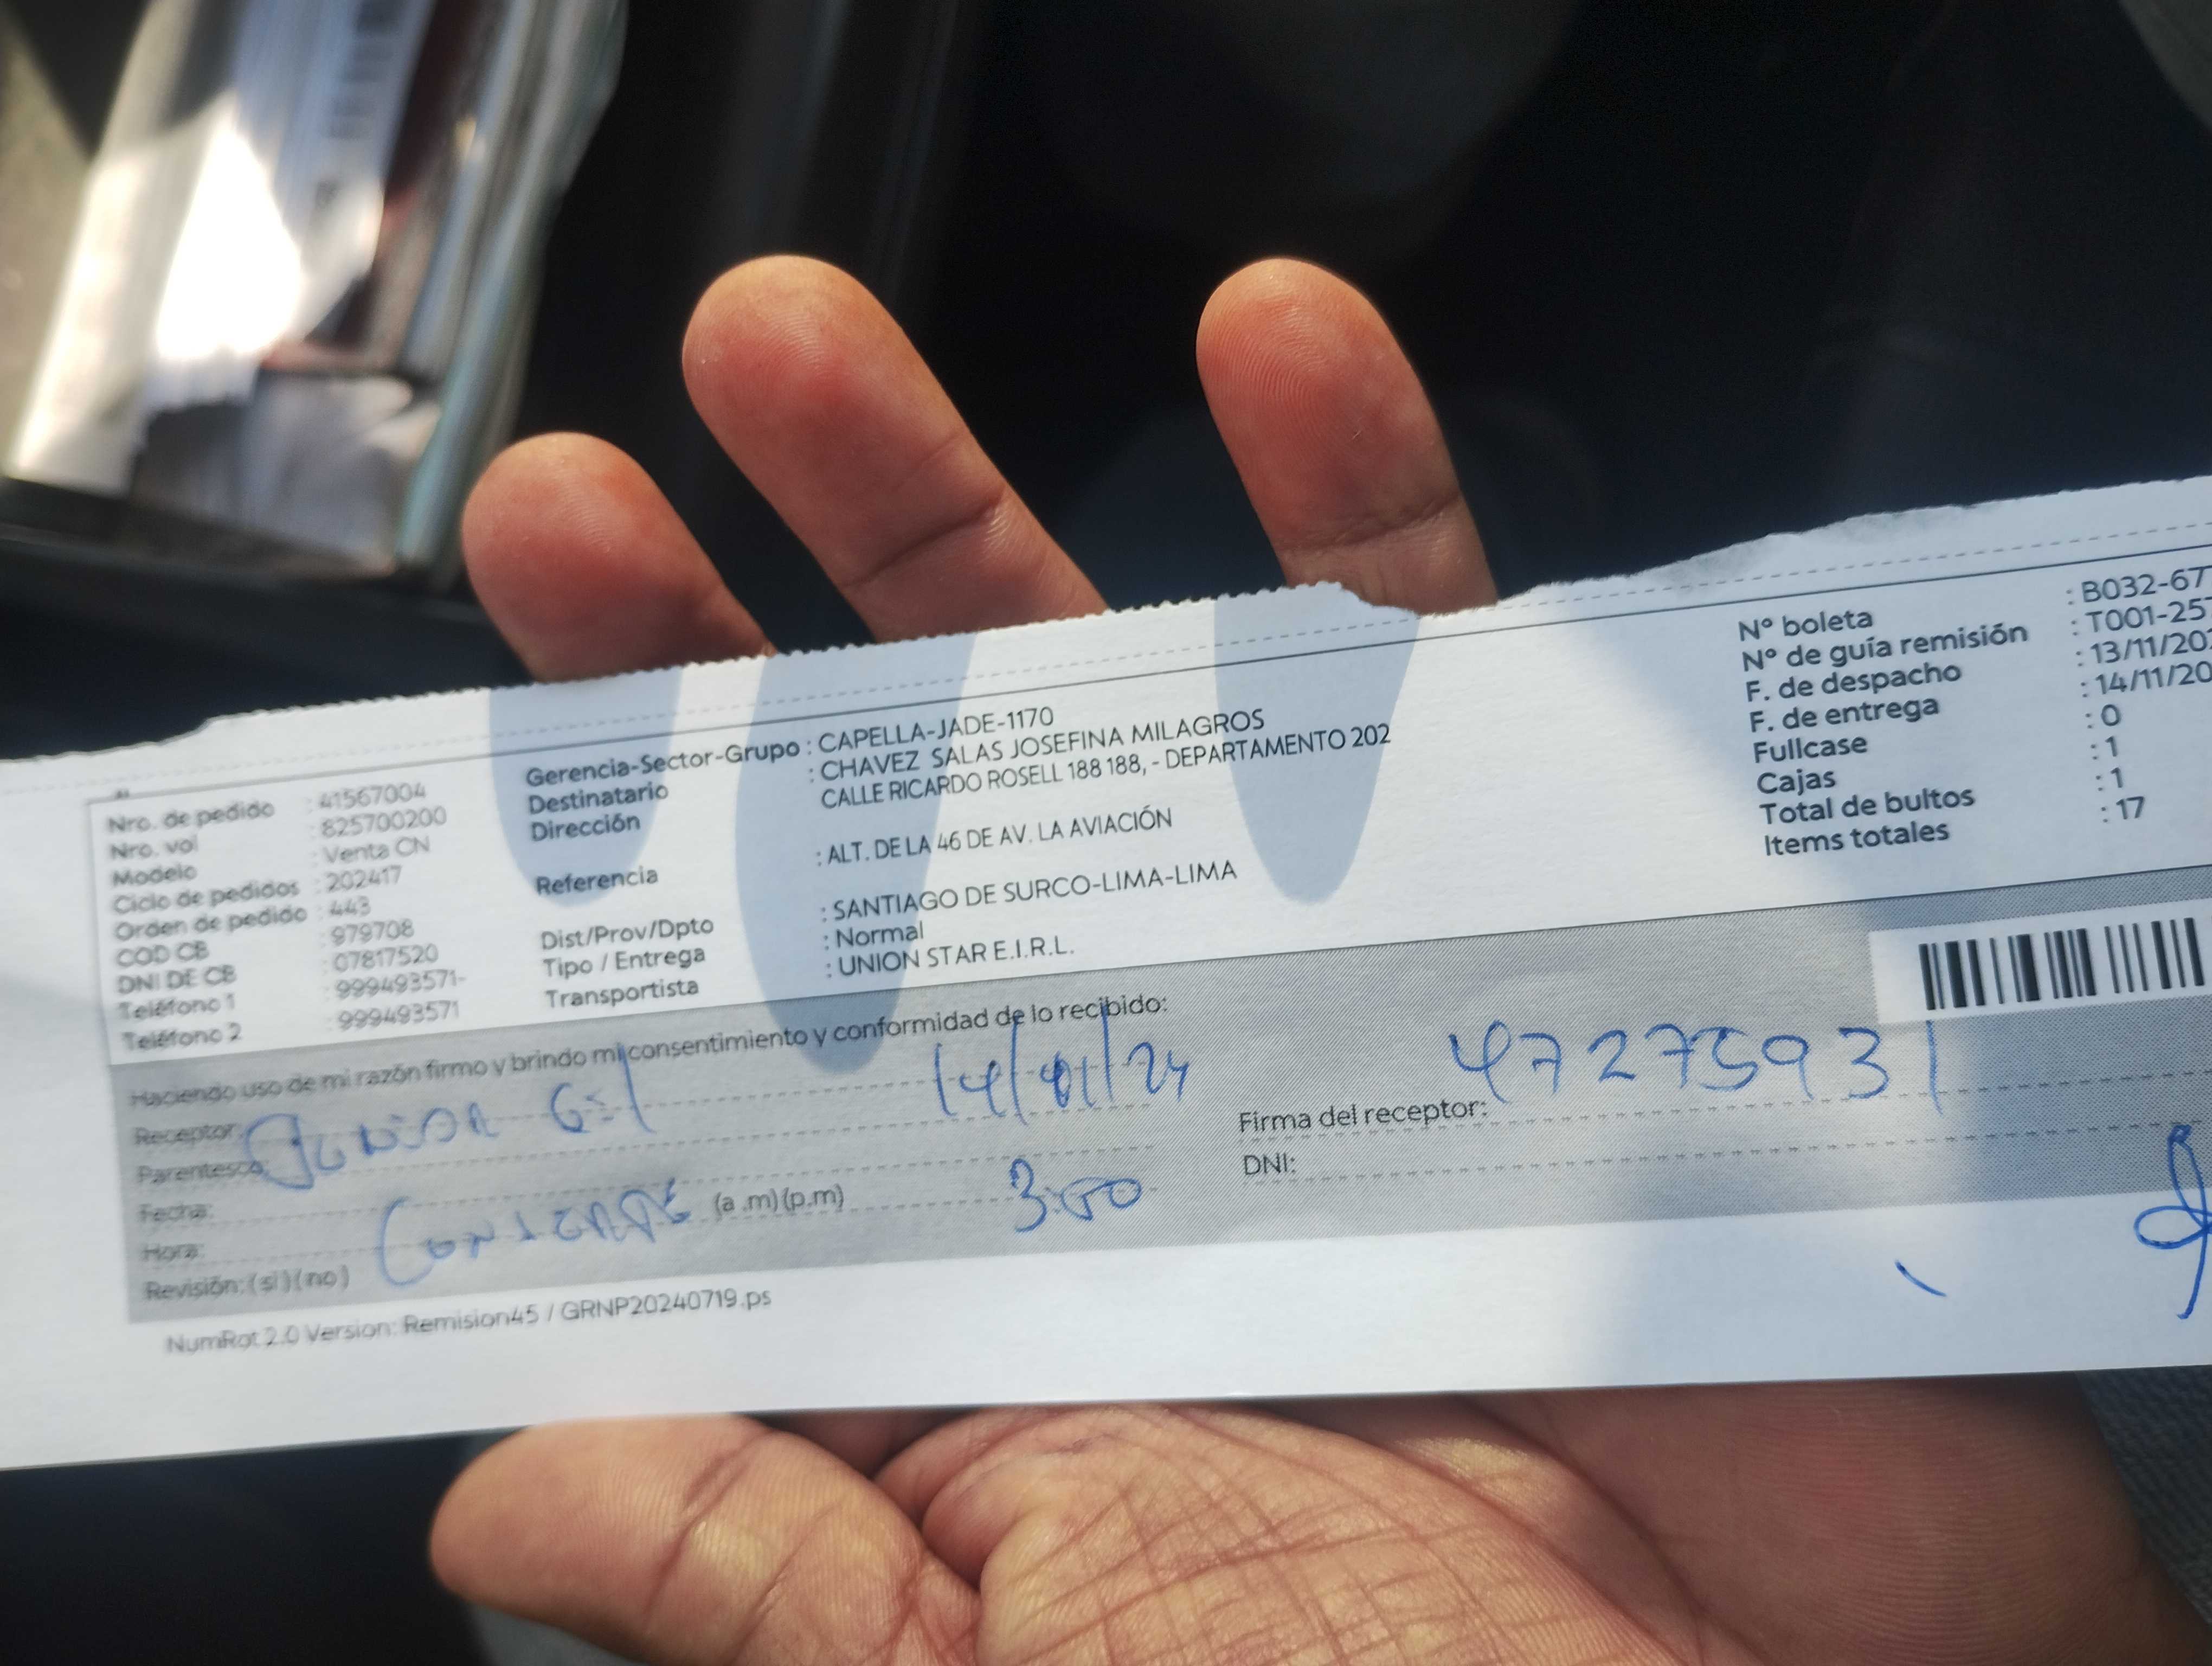 Nro. de pedido : 41567004
Nro. vol : 825700200
Modelo : Venta CN
Ciclo de pedidos : 202417
Orden de pedido : 443
COD CB : 979708
DNI DE CB : 07817520
Teléfono 1 : 999493571-
Teléfono 2 : 999493571
Gerencia-Sector-Grupo : CAPELLA-JADE-1170
Destinatario : CHAVEZ SALAS JOSEFINA MILAGROS
Dirección CALLE RICARDO ROSELL 188 188, - DEPARTAMENTO 202
Referencia : ALT. DE LA 46 DE AV. LA AVIACIÓN
Dist/Prov/Dpto : SANTIAGO DE SURCO-LIMA-LIMA
Tipo / Entrega : Normal
Transportista : UNION STAR E.I.R.L.
N° boleta : B032-67
N° de guía remisión : T001-25
F. de despacho : 13/11/20
F. de entrega : 14/11/20
Fullcase : 0
Cajas : 1
Total de bultos : 1
Items totales : 17
Haciendo uso de mi razón firmo y brindo mi consentimiento y conformidad de lo recibido:
Receptor: Gil 14/ /24
Parentesco:
Fecha:
Hora: (a .m)(p.m) 3:00
Revisión: (si)(no)
47275931
Firma del receptor:
DNI:
NumRot 2.0 Version: Remision45 / GRNP20240719.ps